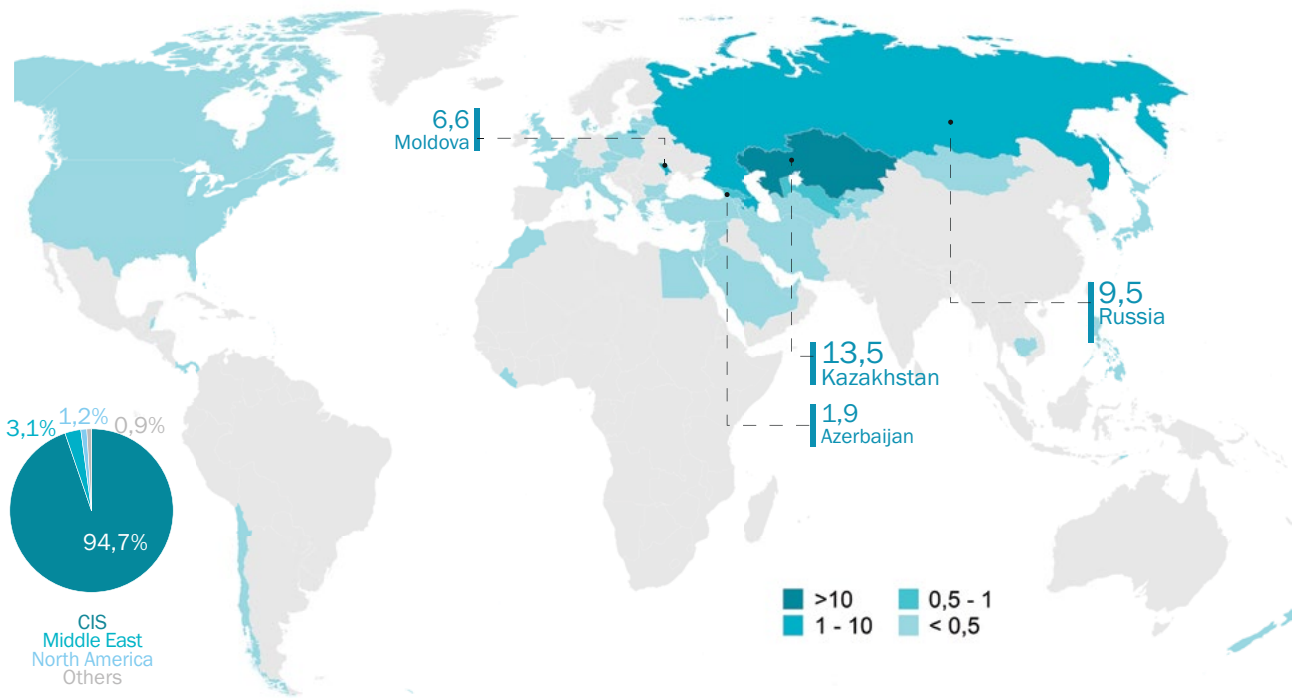 6,6
Moldova
9,5
Russia
13,5
Kazakhstan
1,9
Azerbaijan
3,1%
1,2%
0,9%
94,7%
CIS
Middle East
North America
Others
>10
0,5 - 1
1 - 10
< 0,5